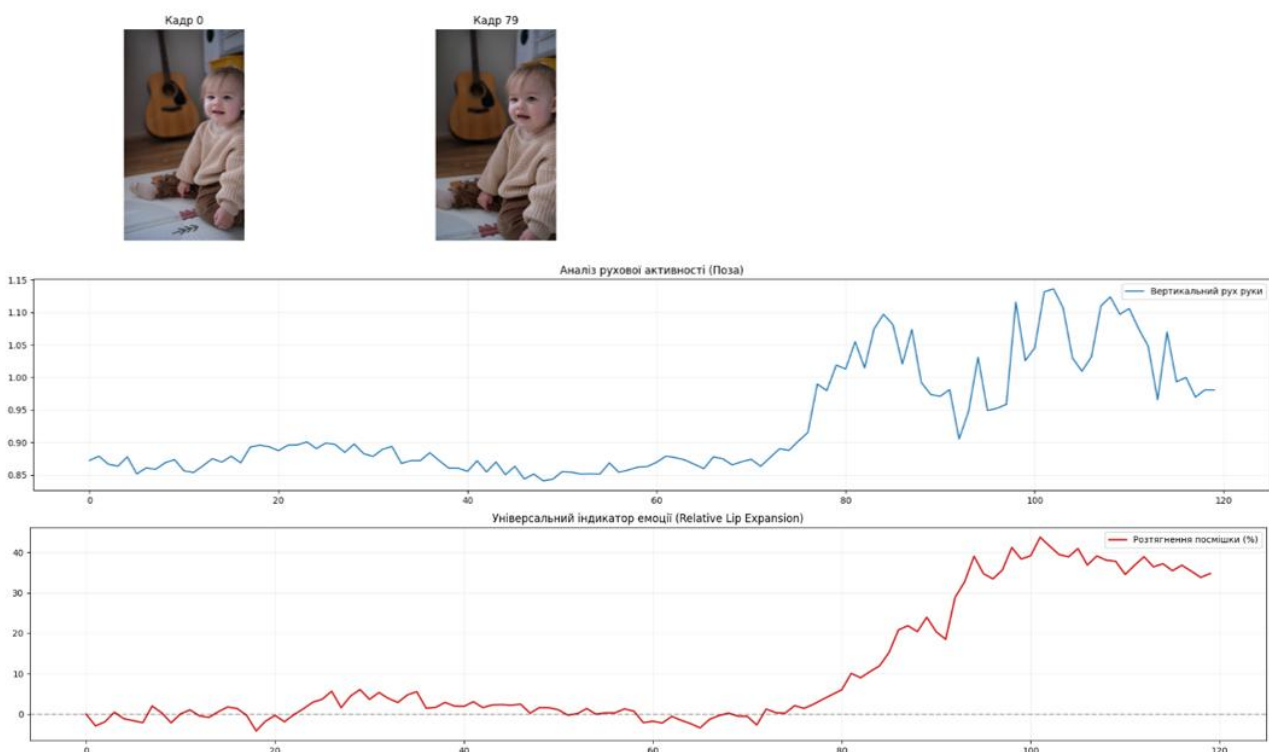 Кадр 0
Кадр 79
Аналіз рухової активності (Поза)
Вертикальний рух руки
1.15
1.10
1.05
1.00
0.95
0.90
0.85
0 20 40 60 80 100 120
Універсальний індикатор емоції (Relative Lip Expansion)
Розтягнення посмішки (%)
40
30
20
10
0
0 20 40 60 80 100 120